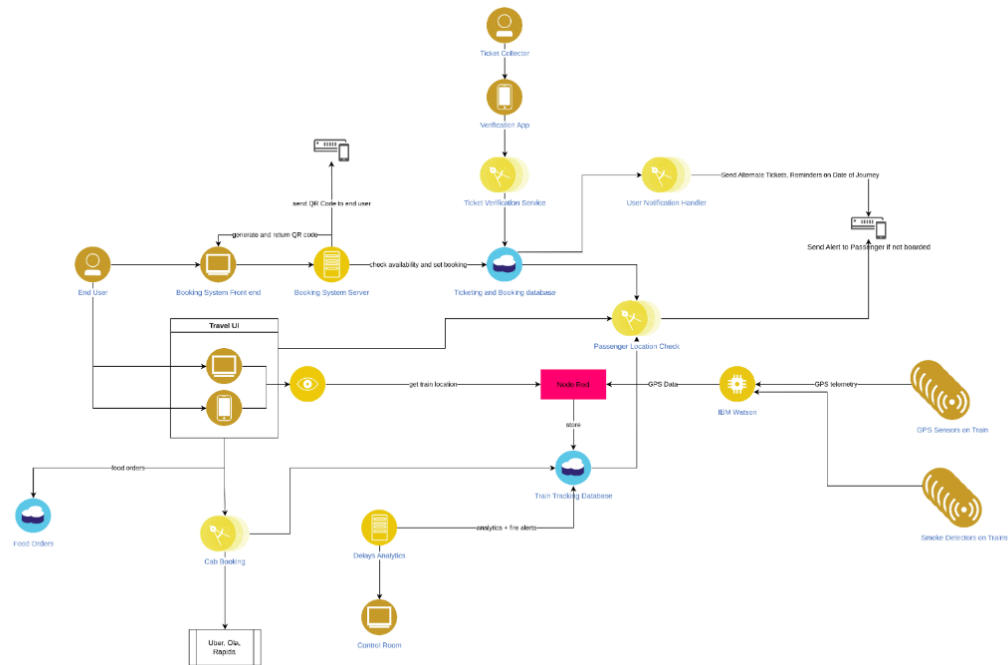 Ticket Collector
Verification App
Ticket Verification Service
User Notification Handler
Send Alternate Tickets, Reminders on Date of Journey
Send Alert to Passenger if not boarded
send QR Code to end user
generate and return QR code
End User
Booking System Front end
Booking System Server
check availability and set booking
Ticketing and Booking database
Travel UI
Passenger Location Check
get train location
Node Red
GPS Data
IBM Watson
GPS telemetry
GPS Sensors on Train
store
food orders
Train Tracking Database
Food Orders
Cab Booking
analytics + fire alerts
Delays Analytics
Smoke Detectors on Trains
Control Room
Uber, Ola,
Rapido